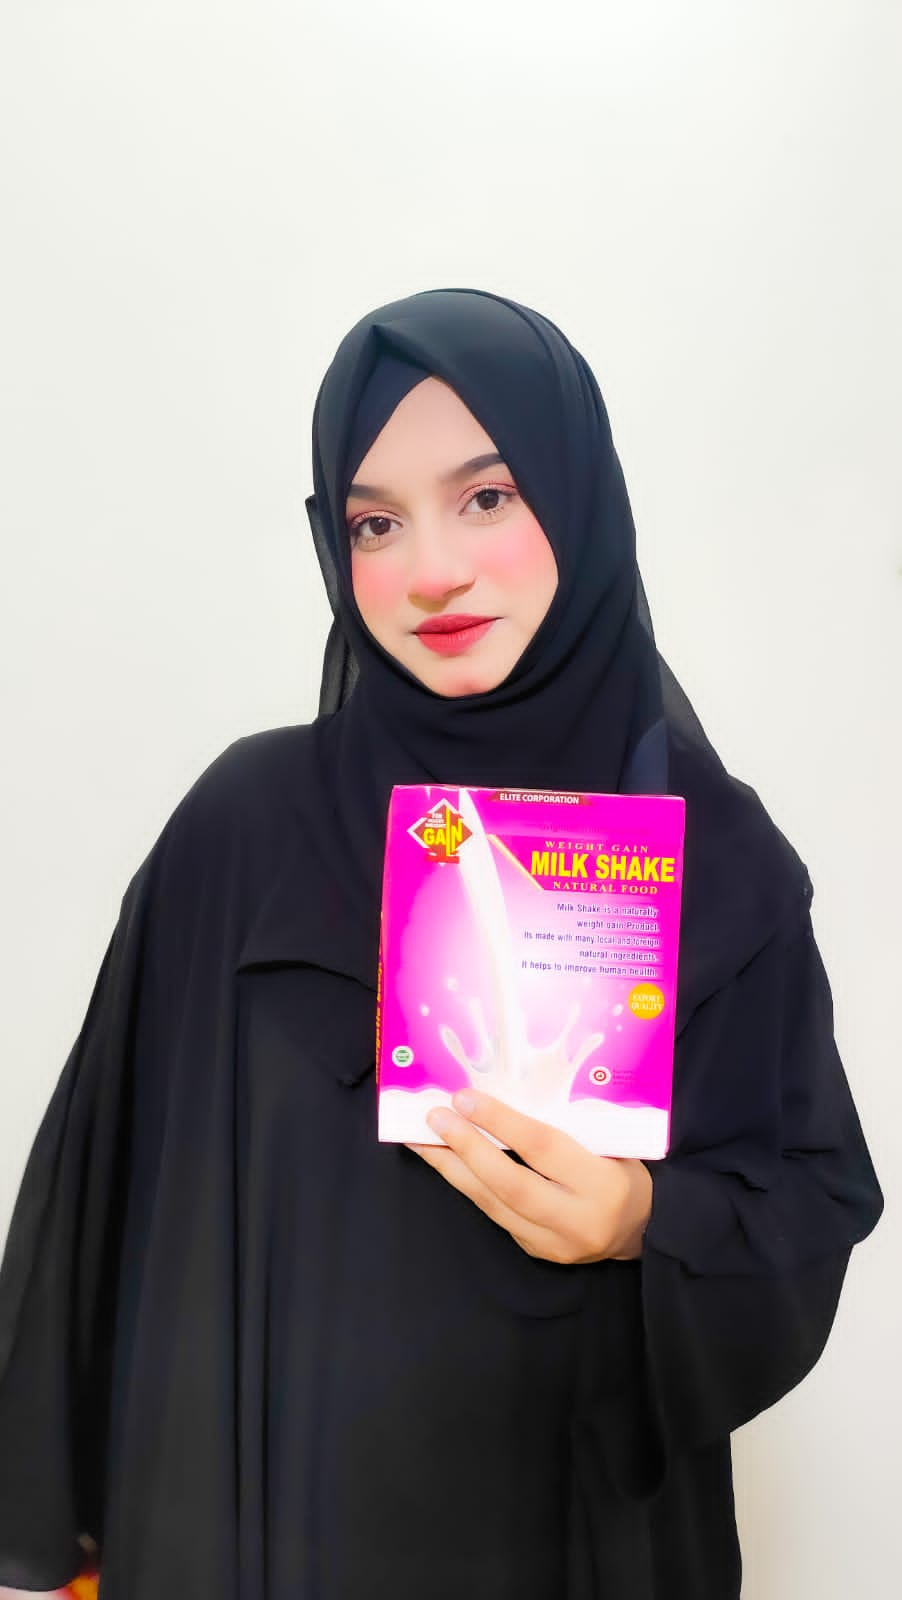 ELITE CORPORATION
GAIN
WEIGHT GAIN
MILK SHAKE
NATURAL FOOD
Milk Shake is a naturally
weight gain Product.
Its made with many local and foreign
natural ingredients.
It helps to improve human health.
EXPORT
QUALITY